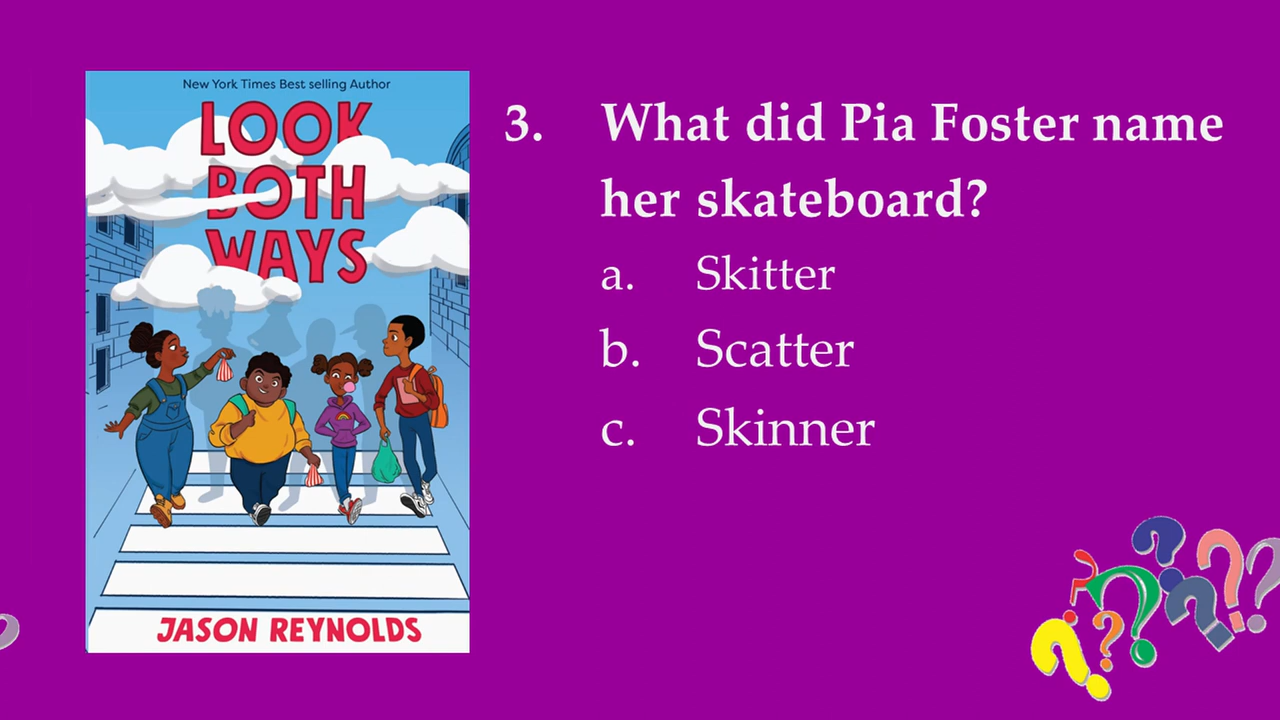 New York Times Best selling Author
LOOK
BOTH
WAYS
JASON REYNOLDS
3. What did Pia Foster name
her skateboard?
a. Skitter
b. Scatter
c. Skinner